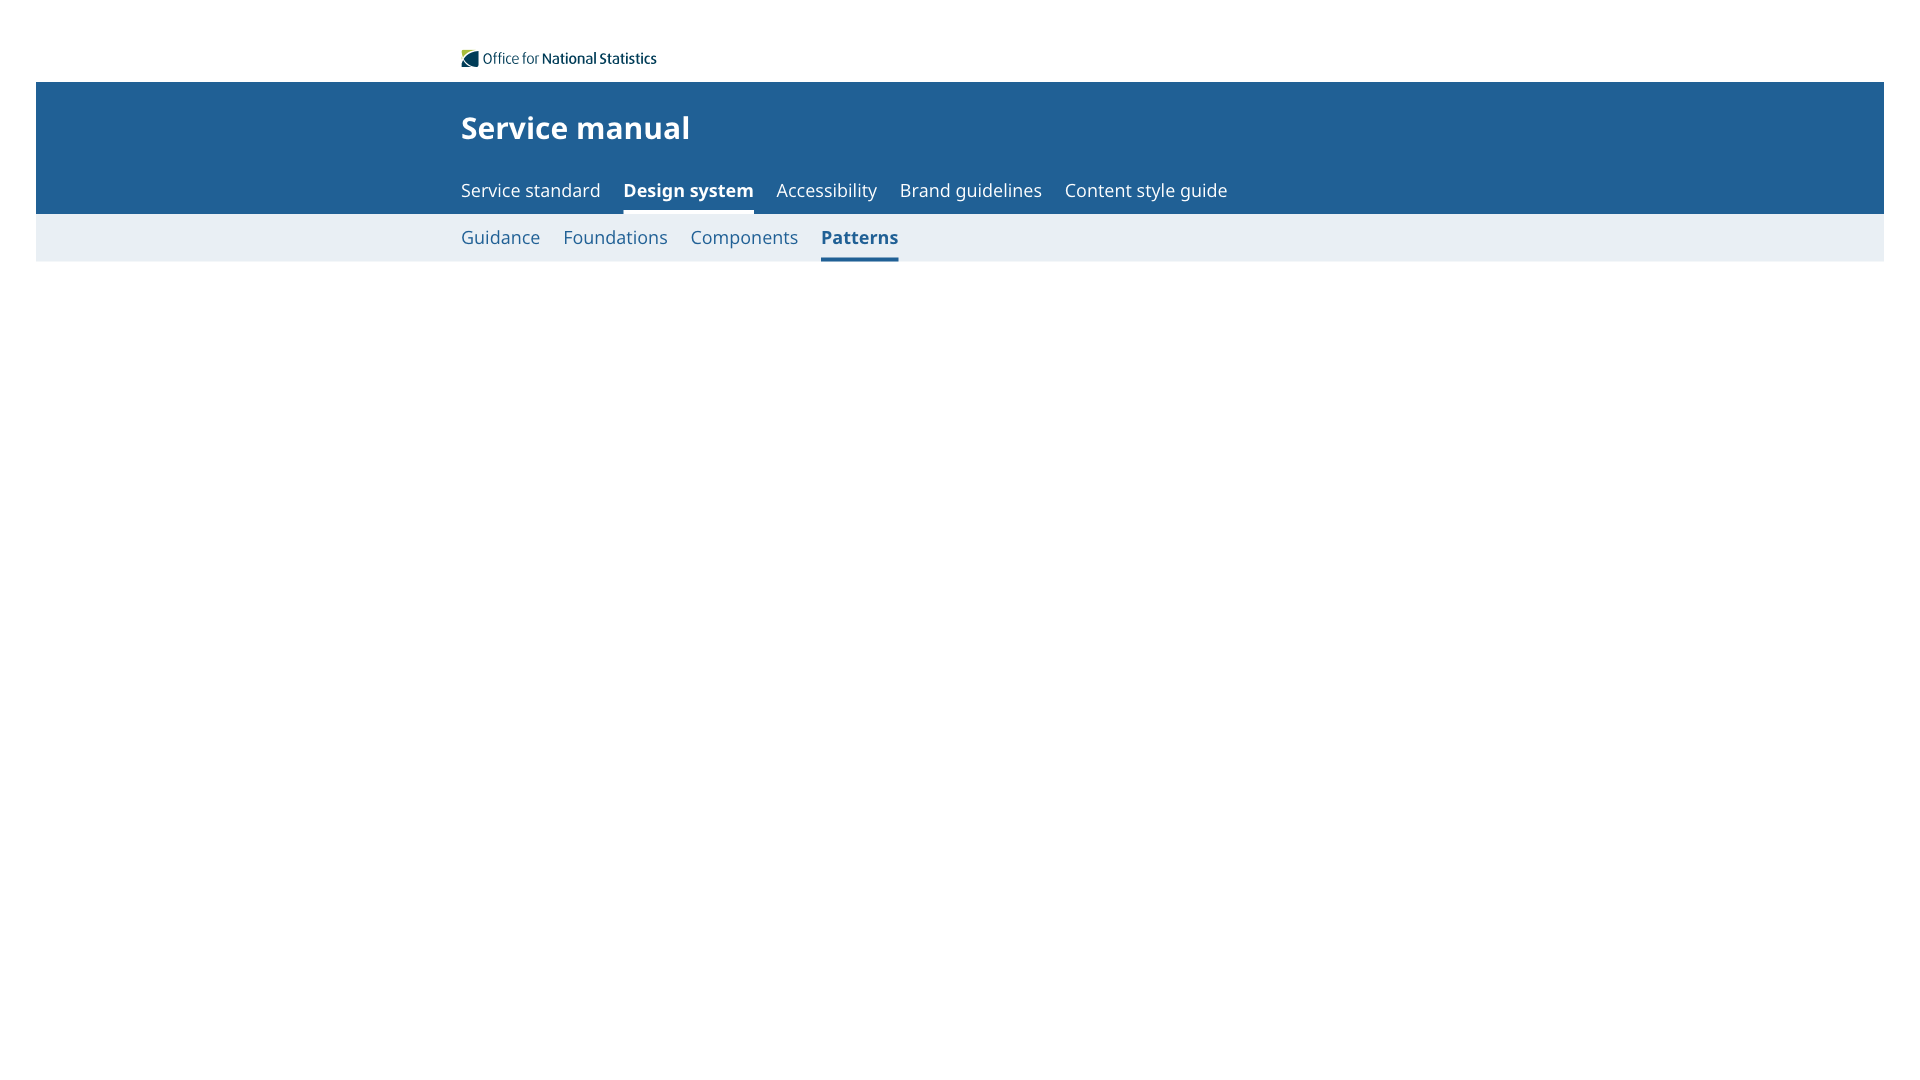 Office for National Statistics
Service manual
Service standard Design system Accessibility Brand guidelines Content style guide
Guidance Foundations Components Patterns